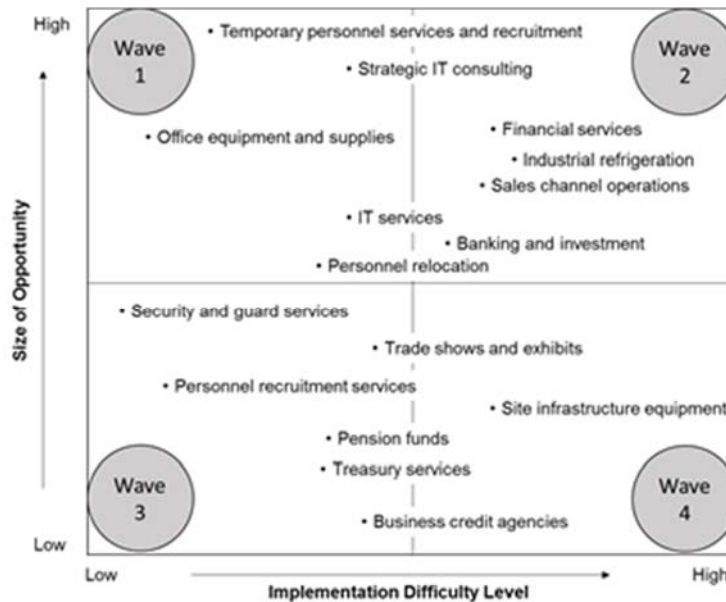 High
Wave
1
• Temporary personnel services and recruitment
Wave
2
• Strategic IT consulting
• Office equipment and supplies
• Financial services
• Industrial refrigeration
• Sales channel operations
• IT services
• Banking and investment
• Personnel relocation
Size of Opportunity
• Security and guard services
• Trade shows and exhibits
• Personnel recruitment services
• Site infrastructure equipment
• Pension funds
• Treasury services
Wave
3
• Business credit agencies
Wave
4
Low
Low
High
Implementation Difficulty Level